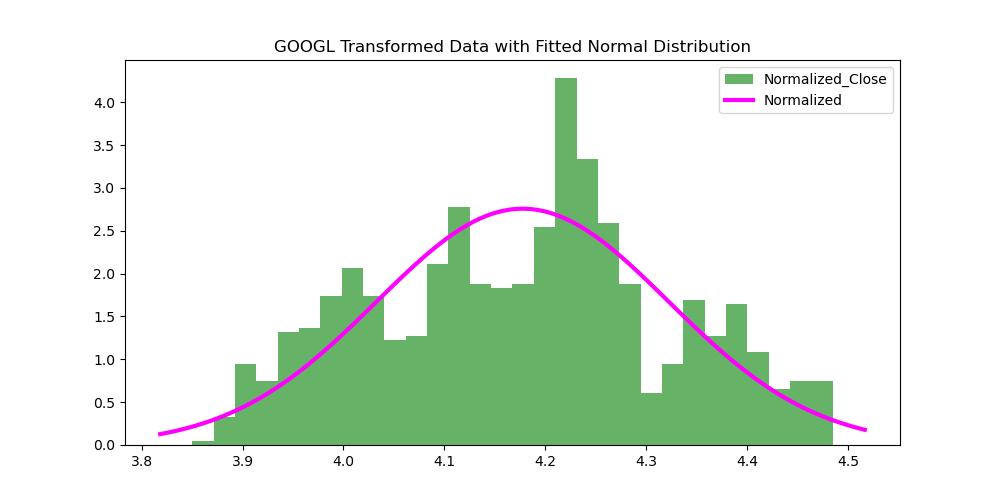 GOOGL Transformed Data with Fitted Normal Distribution
Normalized_Close
Normalized
4.0
3.5
3.0
2.5
2.0
1.5
1.0
0.5
0.0
3.8 3.9 4.0 4.1 4.2 4.3 4.4 4.5